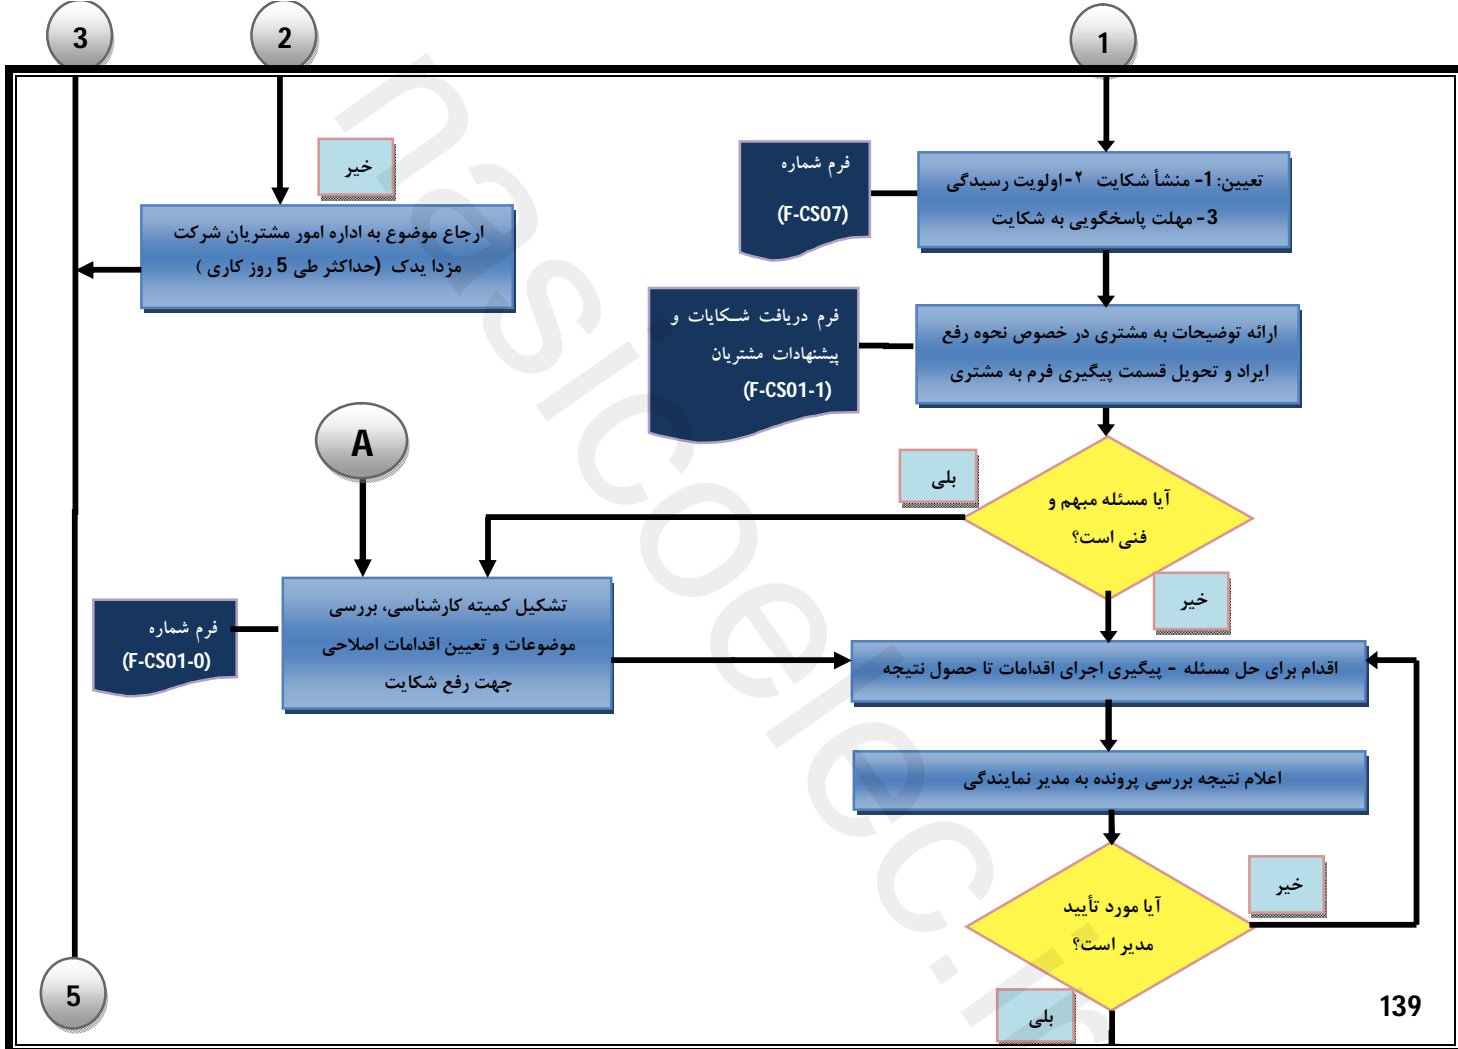 1
2
3
تعیین: 1- منشأ شکایت ۲-اولویت رسیدگی
3- مهلت پاسخگویی به شکایت
فرم شماره
(F-CS07)
خیر
ارجاع موضوع به اداره امور مشتریان شرکت
مزدا یدک (حداکثر طی 5 روز کاری )
ارائه توضیحات به مشتری در خصوص نحوه رفع
ایراد و تحویل قسمت پیگیری فرم به مشتری
فرم دریافت شـکایات و
پیشنهادات مشتریان
(F-CS01-1)
A
بلی
آیا مسئله مبهم و
فنی است؟
خیر
تشکیل کمیته کارشناسی، بررسی
موضوعات و تعیین اقدامات اصلاحی
جهت رفع شکایت
فرم شماره
(F-CS01-0)
اقدام برای حل مسئله - پیگیری اجرای اقدامات تا حصول نتیجه
اعلام نتیجه بررسی پرونده به مدیر نمایندگی
آیا مورد تأیید
مدیر است؟
خیر
بلی
5
139
nasicoelec.ir